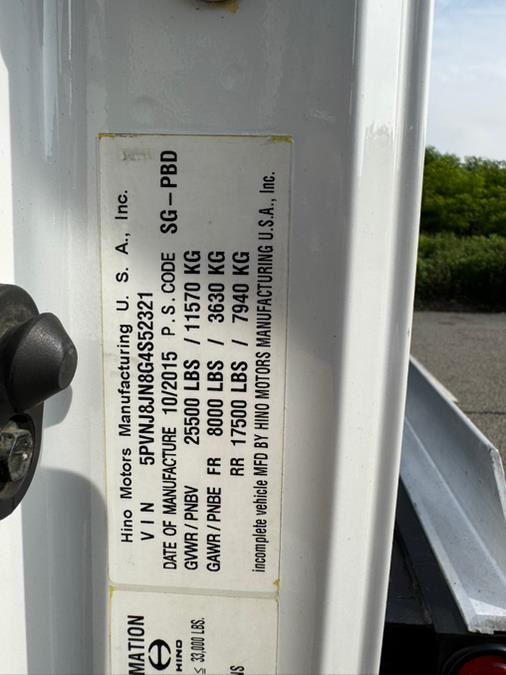 Hino Motors Manufacturing U. S. A., Inc.
VIN 5PVNJ8JN8G4S52321
DATE OF MANUFACTURE 10/2015 P.S.CODE SG-PBD
GVWR/PNBV 25500 LBS /11570 KG
GAWR/PNBE FR 8000 LBS / 3630 KG
RR 17500 LBS / 7940 KG
incomplete vehicle MFD BY HINO MOTORS MANUFACTURING U.S.A., Inc.
MATION
HINO
≤ 33,000 LBS.
NS